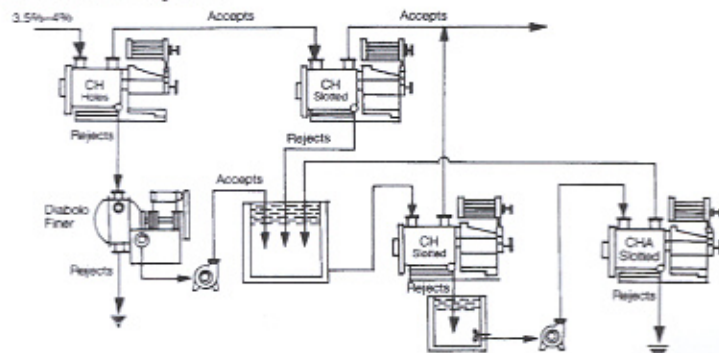 3.5%-4%
Accepts
Accepts
CH
Holes
CH
Slotted
Rejects
Rejects
Accepts
Diabolo
Finer
CH
Slotted
CHA
Slotted
Rejects
Rejects
Rejects